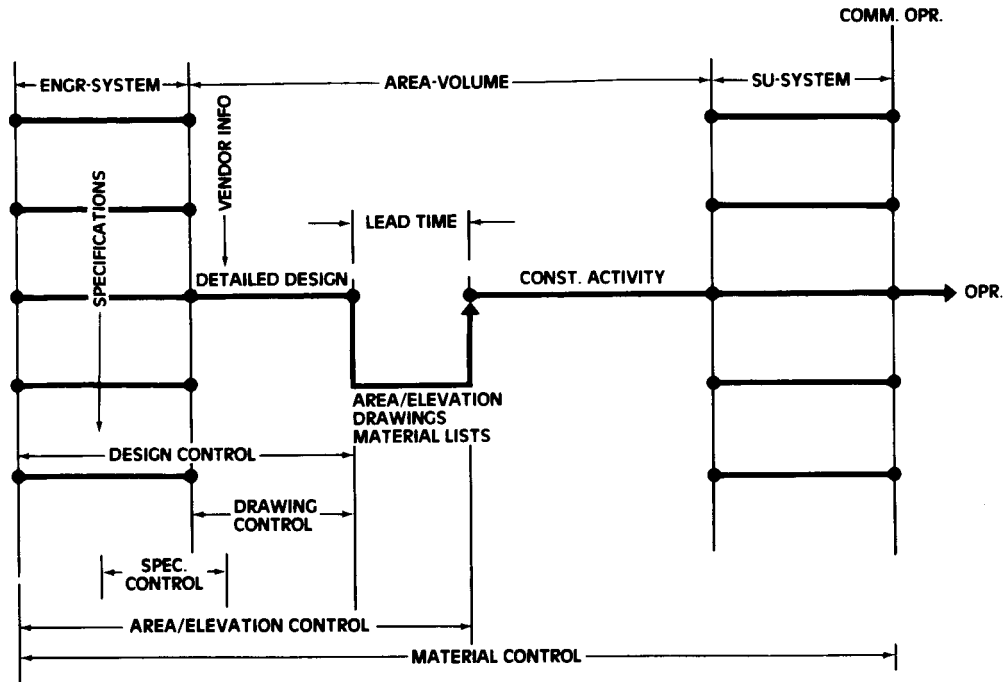 COMM. OPR.
ENGR-SYSTEM
AREA-VOLUME
SU-SYSTEM
VENDOR INFO
SPECIFICATIONS
LEAD TIME
DETAILED DESIGN
CONST. ACTIVITY
OPR.
AREA/ELEVATION
DRAWINGS
MATERIAL LISTS
DESIGN CONTROL
DRAWING
CONTROL
SPEC.
CONTROL
AREA/ELEVATION CONTROL
MATERIAL CONTROL